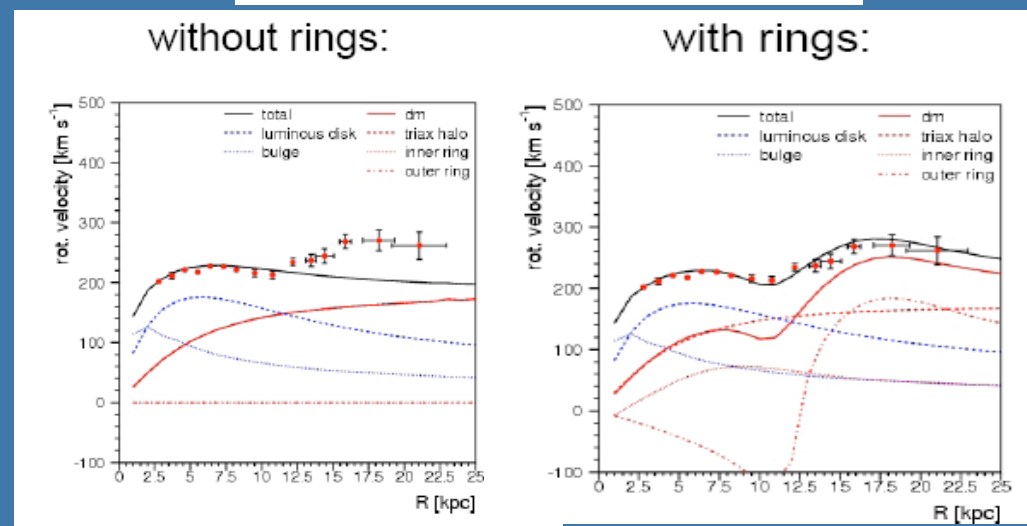 without rings:
with rings:
rot. velocity [km s⁻¹]
500
400
300
200
100
0
-100
total
luminous disk
bulge
dm
triax halo
inner ring
outer ring
0 2.5 5 7.5 10 12.5 15 17.5 20 22.5 25
R [kpc]
rot. velocity [km s⁻¹]
500
400
300
200
100
0
-100
total
luminous disk
bulge
dm
triax halo
inner ring
outer ring
0 2.5 5 7.5 10 12.5 15 17.5 20 22.5 25
R [kpc]